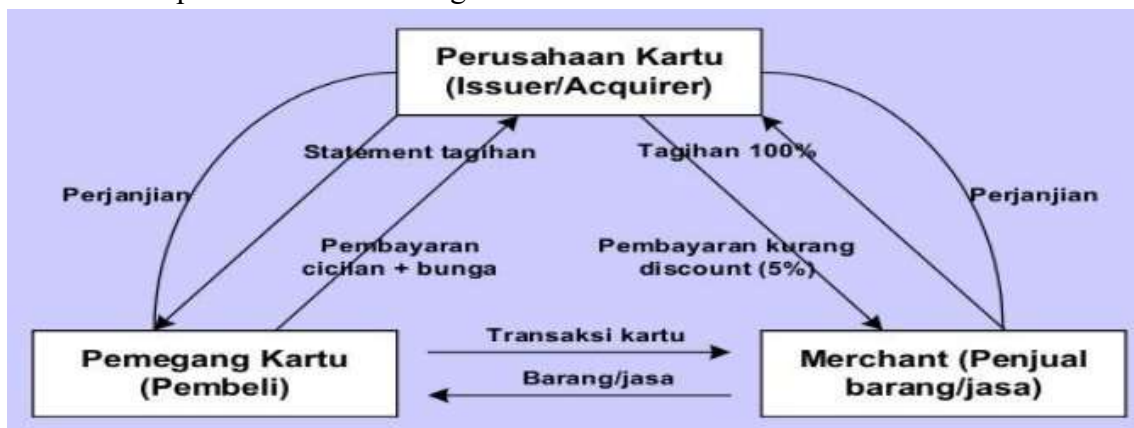 Perusahaan Kartu
(Issuer/Acquirer)
Statement tagihan
Tagihan 100%
Perjanjian
Perjanjian
Pembayaran
cicilan + bunga
Pembayaran kurang
discount (5%)
Transaksi kartu
Barang/jasa
Pemegang Kartu
(Pembeli)
Merchant (Penjual
barang/jasa)